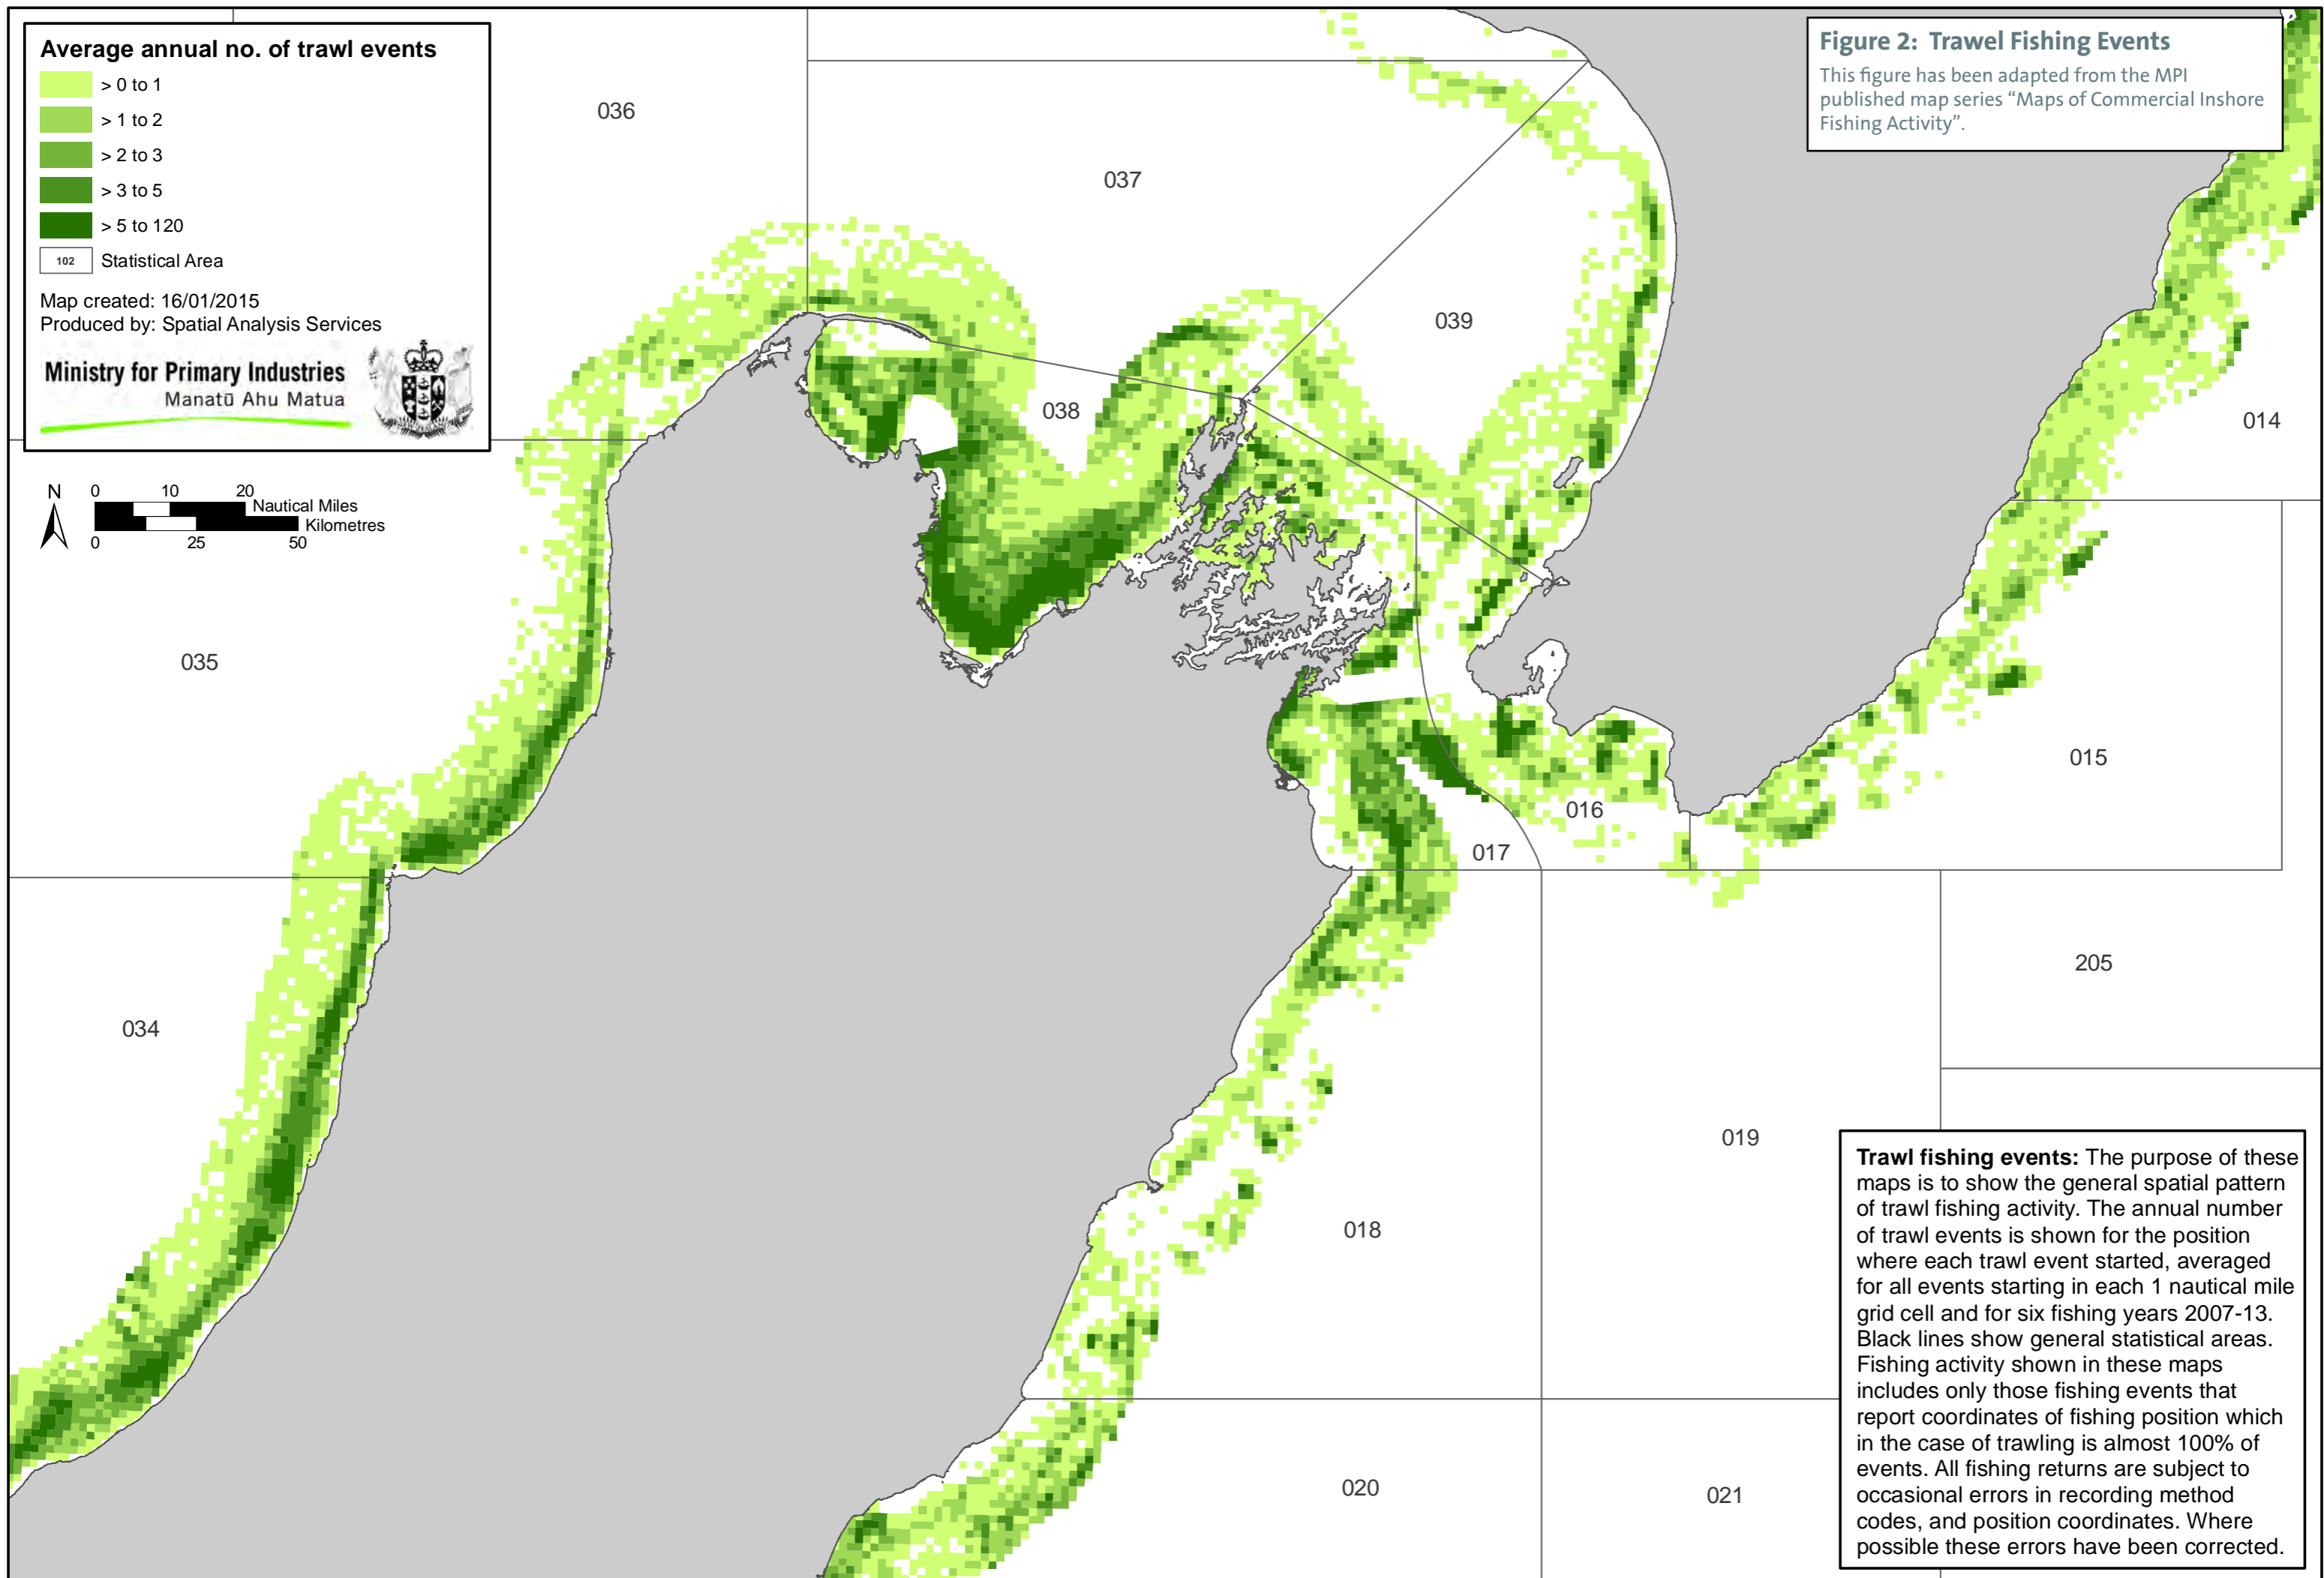 Average annual no. of trawl events
> 0 to 1
> 1 to 2
> 2 to 3
> 3 to 5
> 5 to 120
102 Statistical Area
Map created: 16/01/2015
Produced by: Spatial Analysis Services
Ministry for Primary Industries
Manatū Ahu Matua
Figure 2: Trawel Fishing Events
This figure has been adapted from the MPI
published map series “Maps of Commercial Inshore
Fishing Activity”.
036
037
039
038
014
N
0 10 20
Nautical Miles
Kilometres
0 25 50
035
015
016
017
205
034
019
018
020
021
Trawl fishing events: The purpose of these
maps is to show the general spatial pattern
of trawl fishing activity. The annual number
of trawl events is shown for the position
where each trawl event started, averaged
for all events starting in each 1 nautical mile
grid cell and for six fishing years 2007-13.
Black lines show general statistical areas.
Fishing activity shown in these maps
includes only those fishing events that
report coordinates of fishing position which
in the case of trawling is almost 100% of
events. All fishing returns are subject to
occasional errors in recording method
codes, and position coordinates. Where
possible these errors have been corrected.